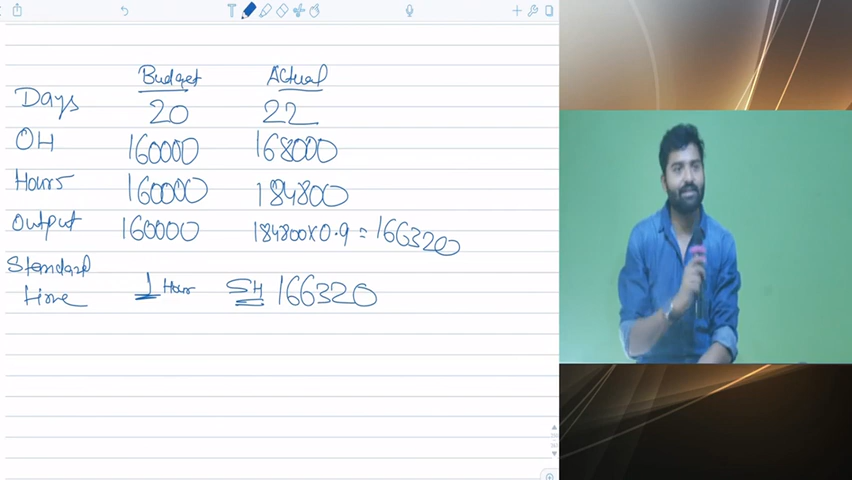 Budget Actual
Days 20 22
OH 160000 168000
Hours 160000 184800
Output 160000 184800x0.9 = 166320
Standard
time 1 Hour SH 166320